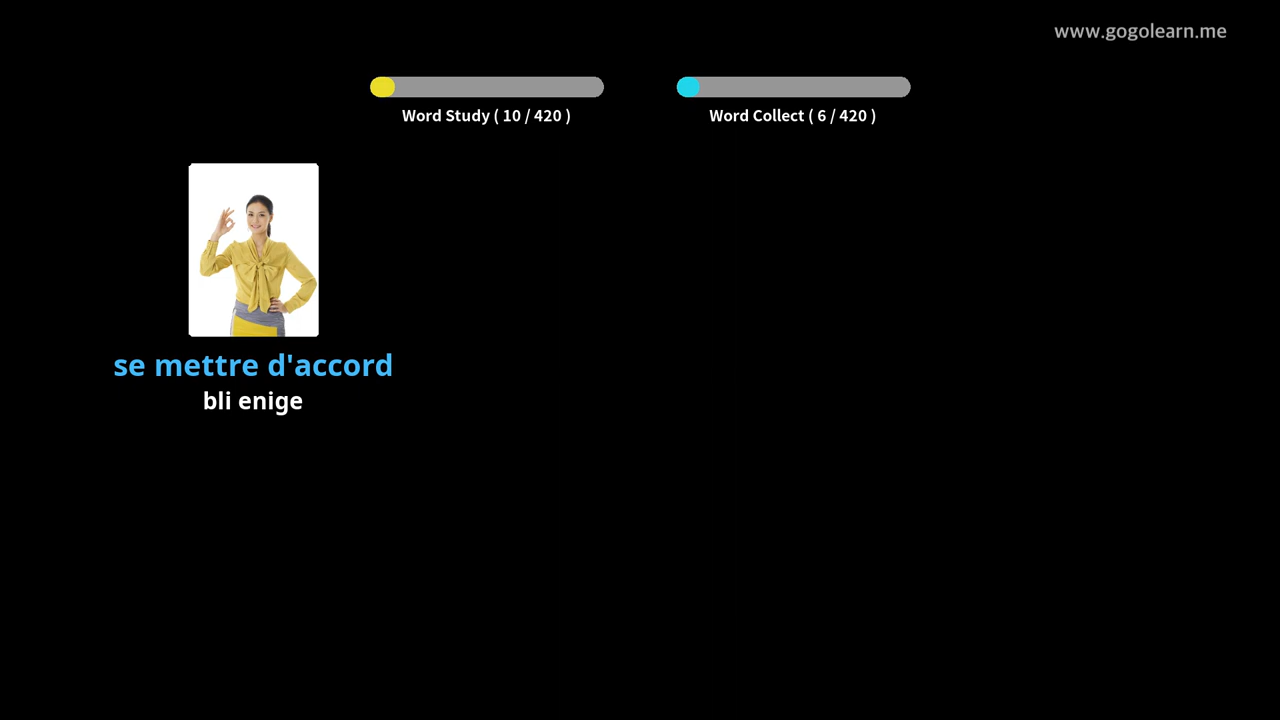 www.gogolearn.me
Word Study ( 10 / 420 )
Word Collect ( 6 / 420 )
se mettre d'accord
bli enige